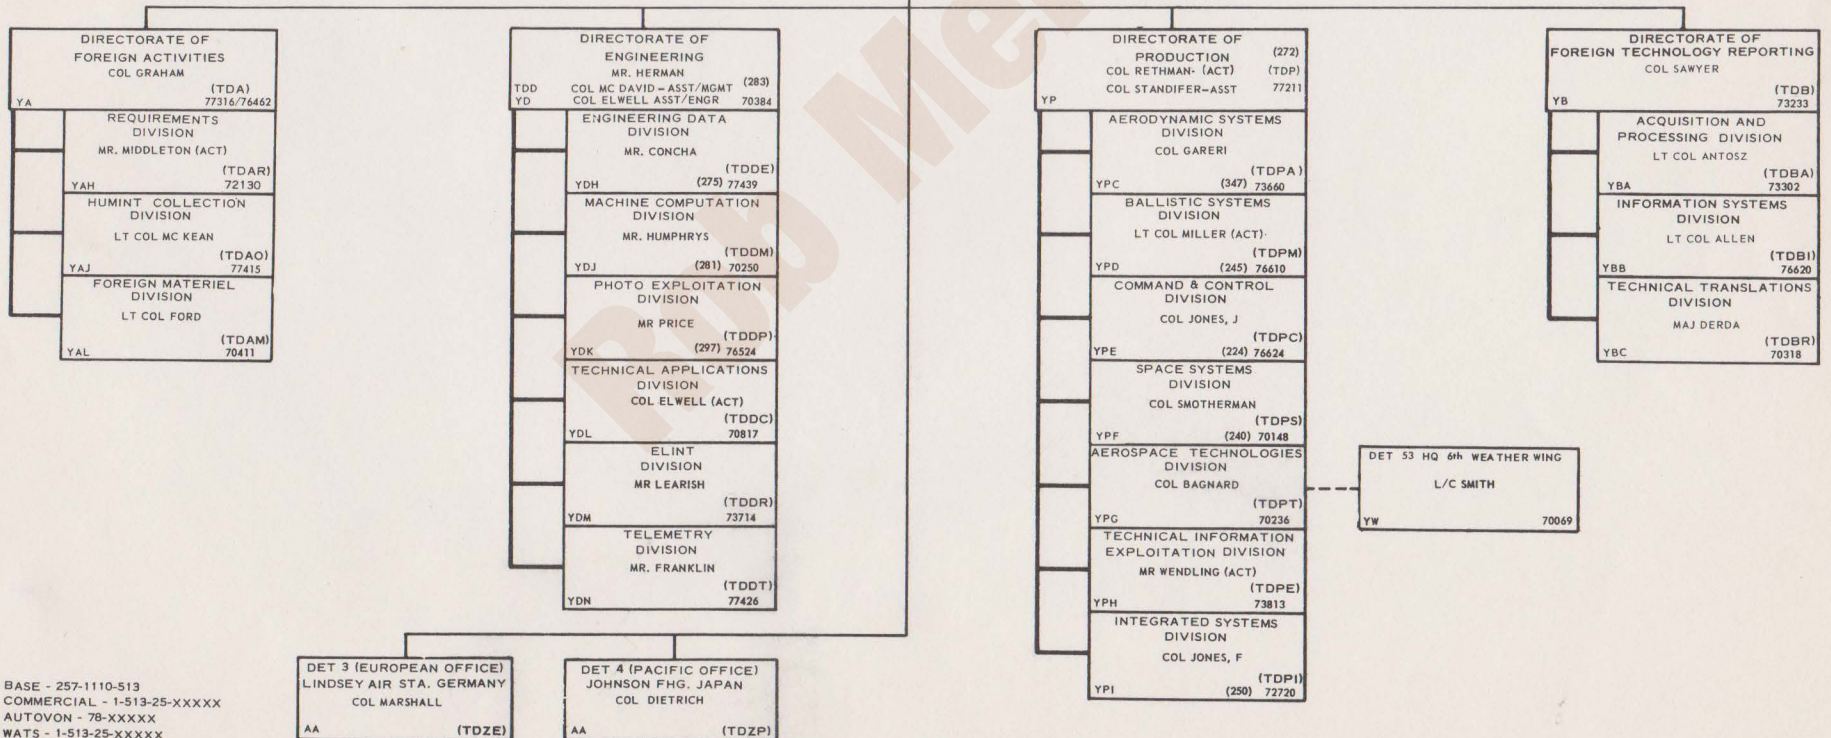 DIRECTORATE OF
FOREIGN ACTIVITIES
COL GRAHAM
(TDA)
YA 77316/76462
REQUIREMENTS
DIVISION
MR. MIDDLETON (ACT)
(TDAR)
YAH 72130
HUMINT COLLECTION
DIVISION
LT COL MC KEAN
(TDAO)
YAJ 77415
FOREIGN MATERIEL
DIVISION
LT COL FORD
(TDAM)
YAL 70411
DIRECTORATE OF
ENGINEERING
MR. HERMAN
TDD COL MC DAVID - ASST/MGMT (283)
YD COL ELWELL ASST/ENGR 70384
ENGINEERING DATA
DIVISION
MR. CONCHA
(TDDE)
YDH (275) 77439
MACHINE COMPUTATION
DIVISION
MR. HUMPHRYS
(TDDM)
YDJ (281) 70250
PHOTO EXPLOITATION
DIVISION
MR PRICE
(TDDP)
YDK (297) 76524
TECHNICAL APPLICATIONS
DIVISION
COL ELWELL (ACT)
(TDDC)
YDL 70817
ELINT
DIVISION
MR LEARISH
(TDDR)
YDM 73714
TELEMETRY
DIVISION
MR. FRANKLIN
(TDDT)
YDN 77426
DIRECTORATE OF
PRODUCTION (272)
COL RETHMAN- (ACT) (TDP)
COL STANDIFER-ASST 77211
YP
AERODYNAMIC SYSTEMS
DIVISION
COL GARERI
(TDPA)
YPC (347) 73660
BALLISTIC SYSTEMS
DIVISION
LT COL MILLER (ACT)
(TDPM)
YPD (245) 76610
COMMAND & CONTROL
DIVISION
COL JONES, J
(TDPC)
YPE (224) 76624
SPACE SYSTEMS
DIVISION
COL SMOTHERMAN
(TDPS)
YPF (240) 70148
AEROSPACE TECHNOLOGIES
DIVISION
COL BAGNARD
(TDPT)
YPG 70236
TECHNICAL INFORMATION
EXPLOITATION DIVISION
MR WENDLING (ACT)
(TDPE)
YPH 73813
INTEGRATED SYSTEMS
DIVISION
COL JONES, F
(TDPI)
YPI (250) 72720
DIRECTORATE OF
FOREIGN TECHNOLOGY REPORTING
COL SAWYER
(TDB)
YB 73233
ACQUISITION AND
PROCESSING DIVISION
LT COL ANTOSZ
(TDBA)
YBA 73302
INFORMATION SYSTEMS
DIVISION
LT COL ALLEN
(TDBI)
YBB 76620
TECHNICAL TRANSLATIONS
DIVISION
MAJ DERDA
(TDBR)
YBC 70318
DET 53 HQ 6th WEATHER WING
L/C SMITH
YW 70069
DET 3 (EUROPEAN OFFICE)
LINDSEY AIR STA. GERMANY
COL MARSHALL
AA (TDZE)
DET 4 (PACIFIC OFFICE)
JOHNSON FHG. JAPAN
COL DIETRICH
AA (TDZP)
BASE - 257-1110-513
COMMERCIAL - 1-513-25-XXXXX
AUTOVON - 78-XXXXX
WATS - 1-513-25-XXXXX
Rob Me